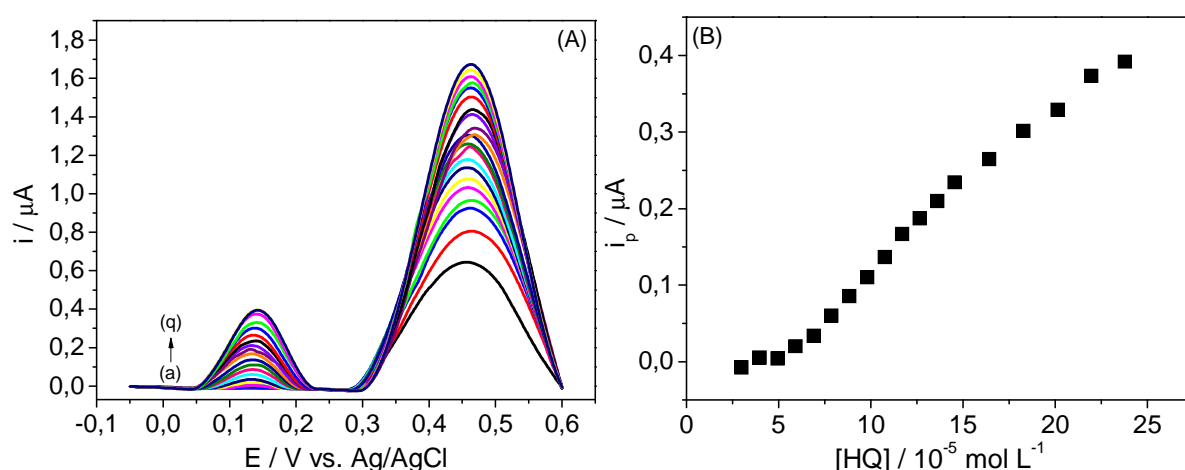 (A)
1,8
1,6
1,4
1,2
1,0
0,8
0,6
0,4
0,2
0,0
i / μA
(q)
(a)
-0,1 0,0 0,1 0,2 0,3 0,4 0,5 0,6
E / V vs. Ag/AgCl
(B)
0,4
0,3
0,2
0,1
0,0
i_p / μA
5 10 15 20 25
[HQ] / 10^-5 mol L^-1